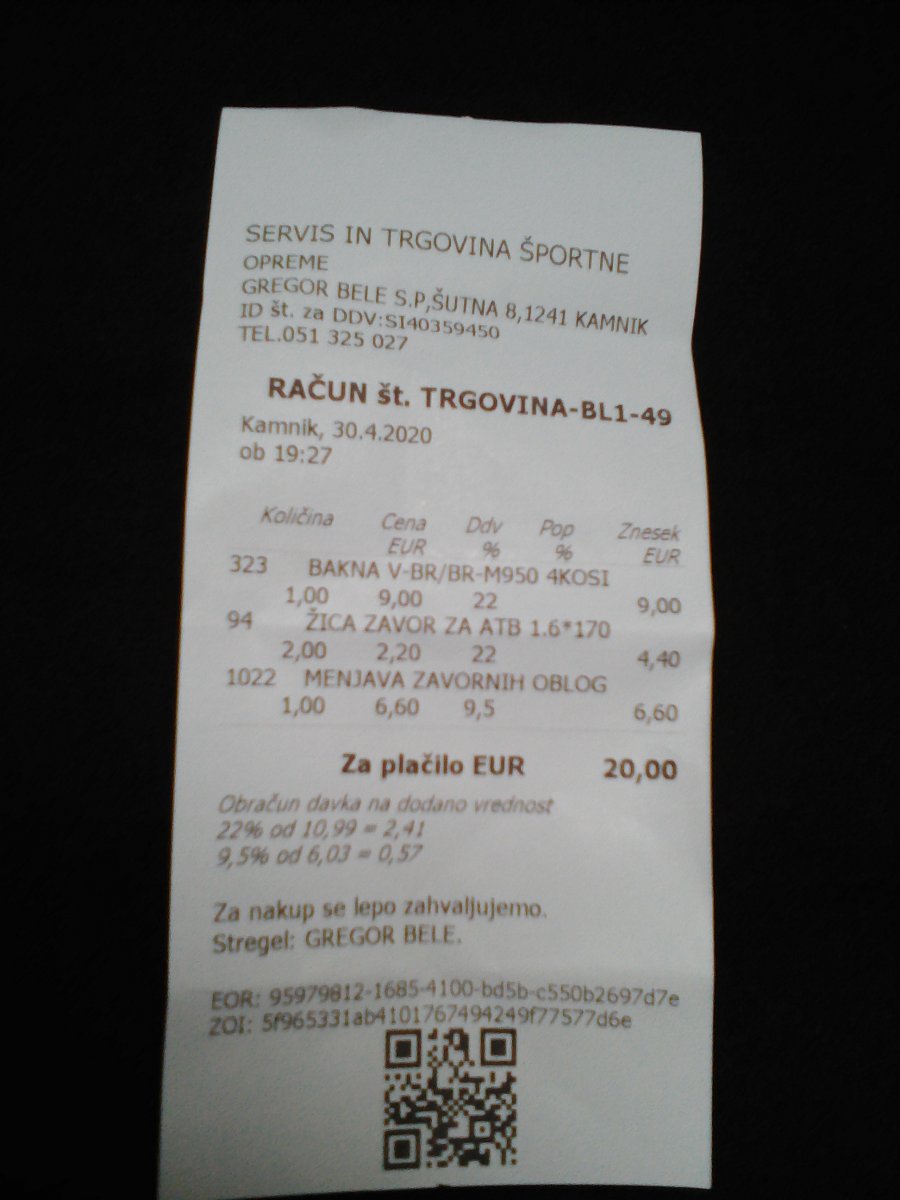 SERVIS IN TRGOVINA ŠPORTNE
OPREME
GREGOR BELE S.P,ŠUTNA 8,1241 KAMNIK
ID št. za DDV:SI40359450
TEL.051 325 027
RAČUN št. TRGOVINA-BL1-49
Kamnik, 30.4.2020
ob 19:27
Količina Cena Ddv Pop Znesek
EUR % % EUR
323 BAKNA V-BR/BR-M950 4KOSI
1,00 9,00 22 9,00
94 ŽICA ZAVOR ZA ATB 1.6*170
2,00 2,20 22 4,40
1022 MENJAVA ZAVORNIH OBLOG
1,00 6,60 9,5 6,60
Za plačilo EUR 20,00
Obračun davka na dodano vrednost
22% od 10,99 = 2,41
9,5% od 6,03 = 0,57
Za nakup se lepo zahvaljujemo.
Stregel: GREGOR BELE.
EOR: 95979812-1685-4100-bd5b-c550b2697d7e
ZOI: 5f965331ab4101767494249f77577d6e